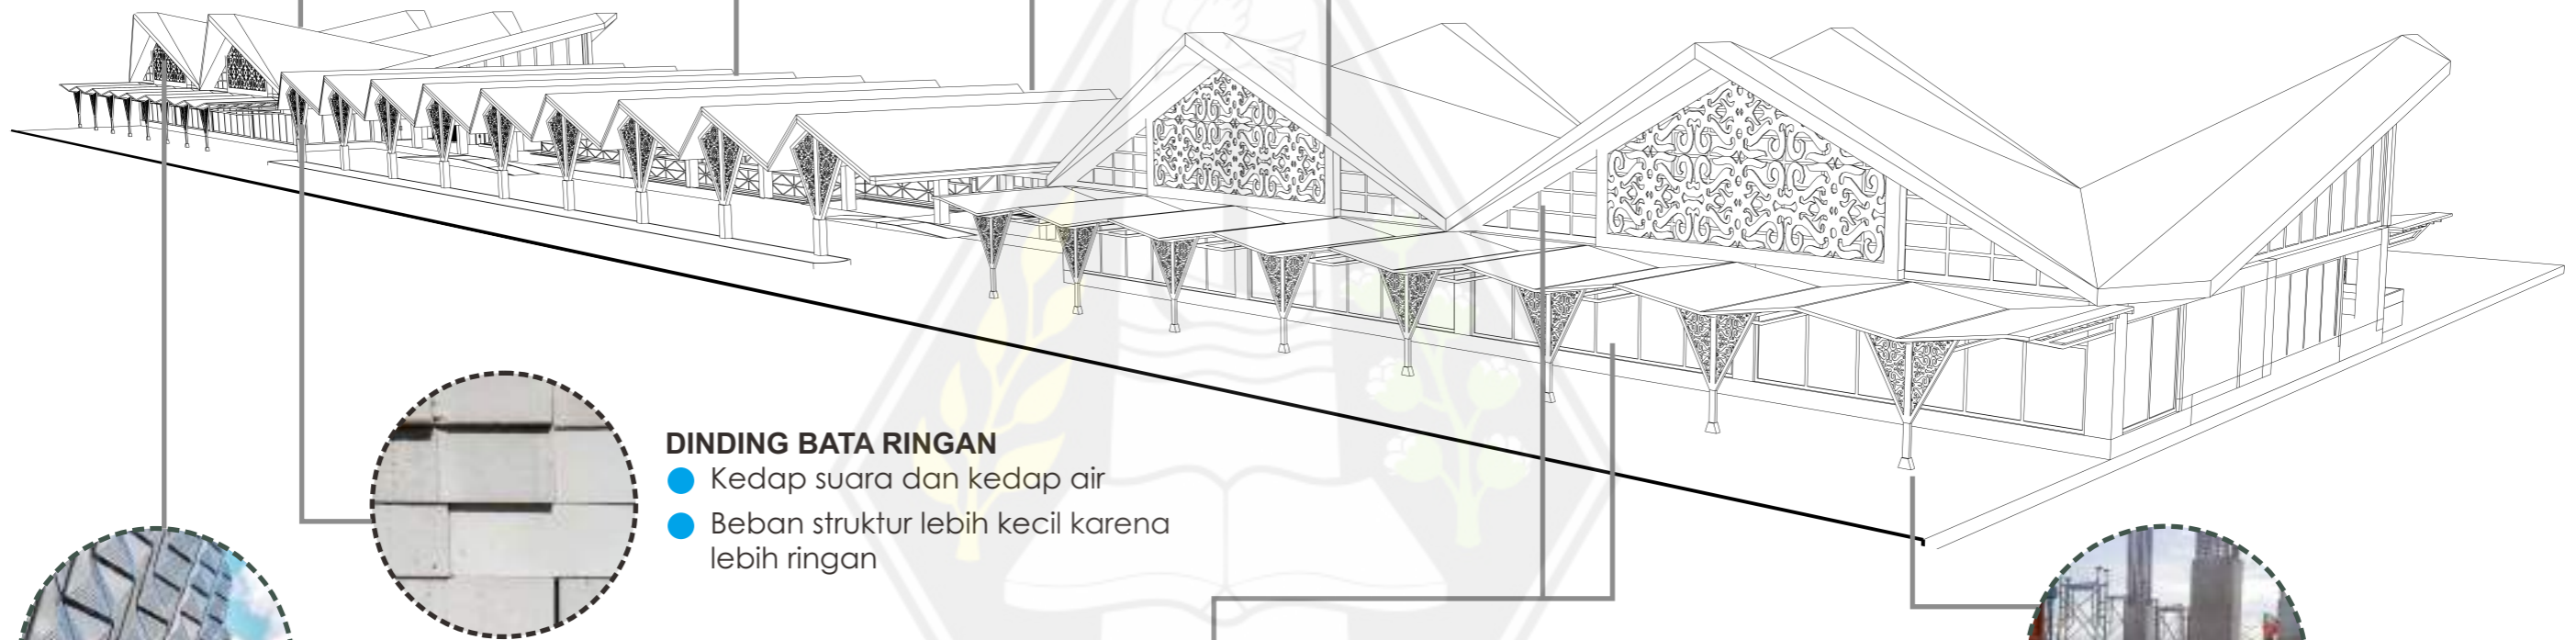 DINDING BATA RINGAN
Kedap suara dan kedap air
Beban struktur lebih kecil karena
lebih ringan